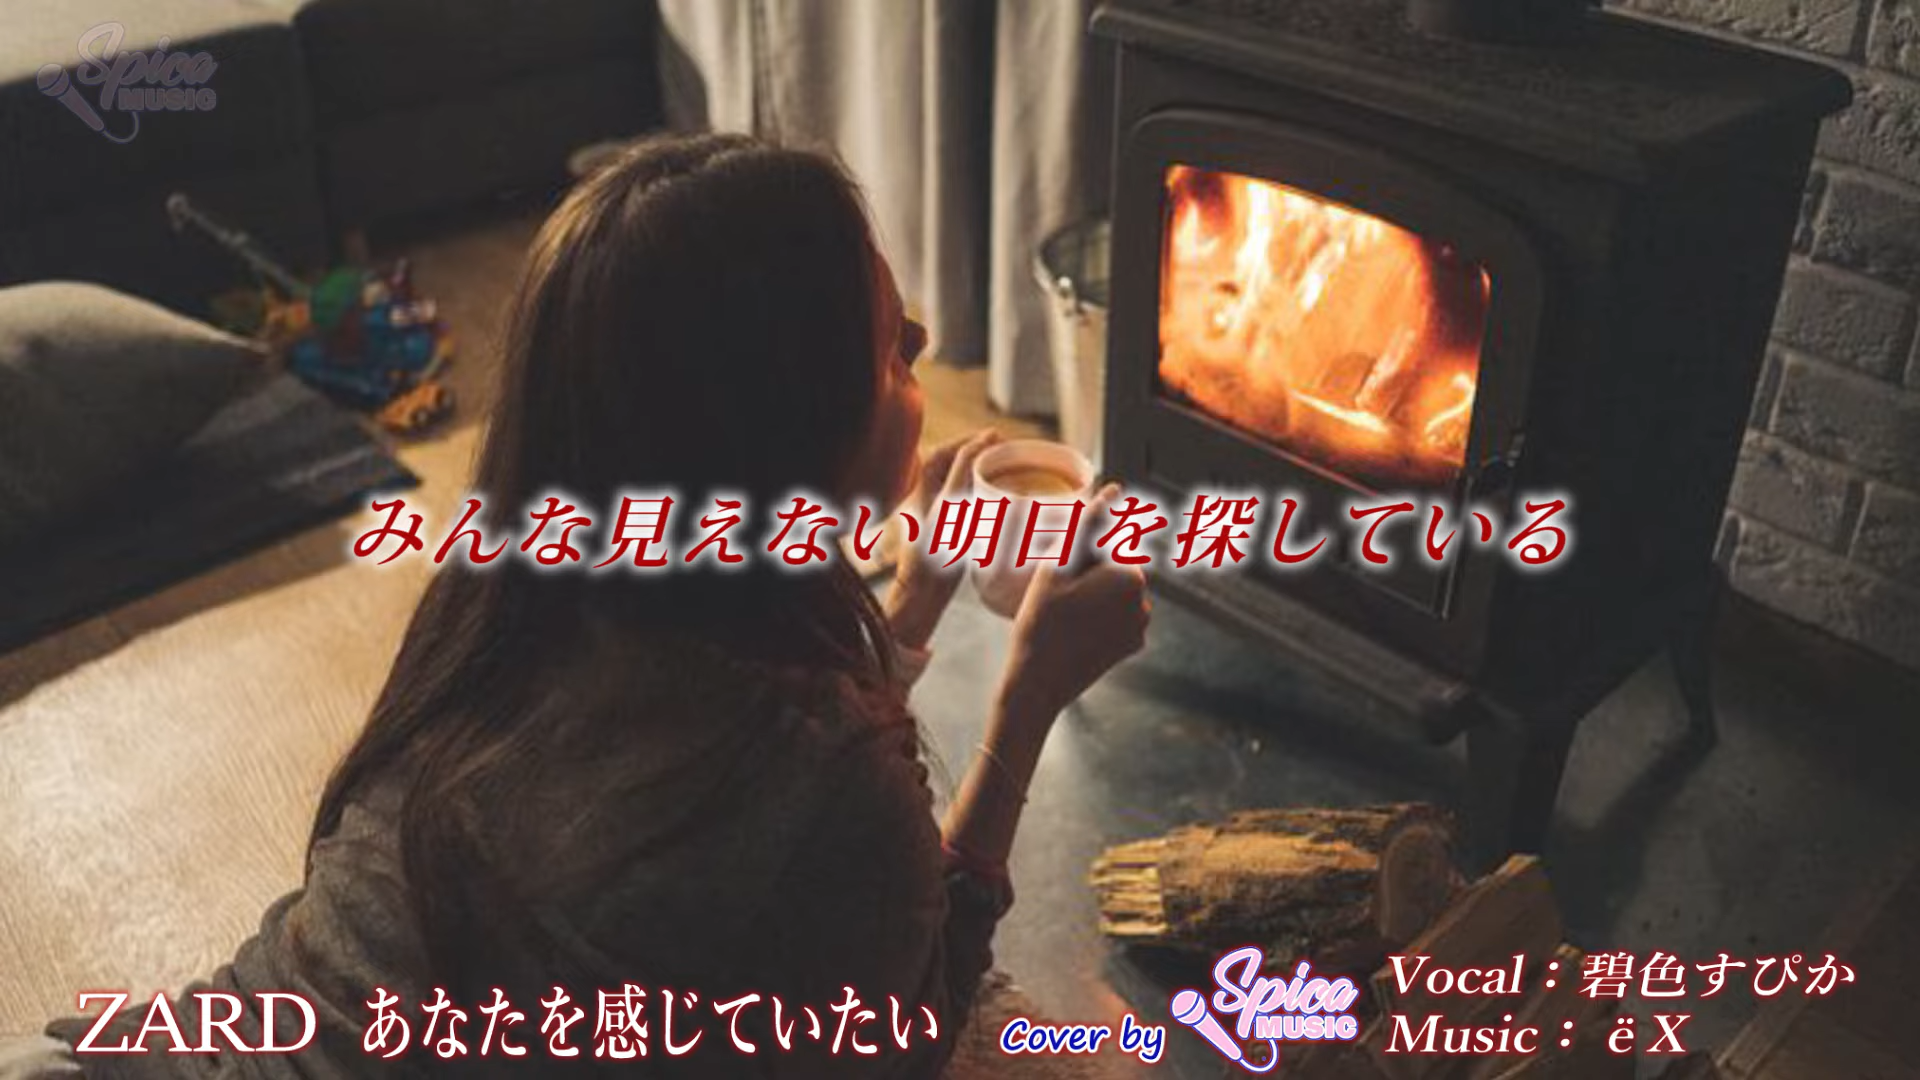 Spica
MUSIC
みんな見えない明日を探している
ZARD あなたを感じていたい
Cover by
Spica
MUSIC
Vocal：碧色すぴか
Music： ëX